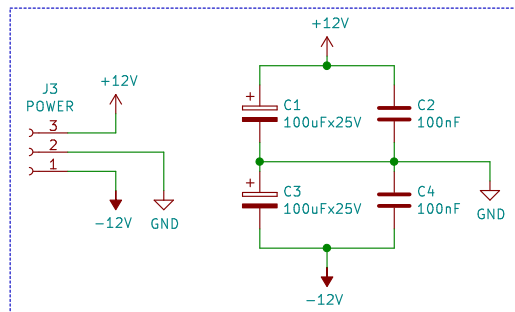 J3
POWER
+12V
3
2
1
-12V
GND
+12V
+
C1
100uFx25V
C2
100nF
+
C3
100uFx25V
C4
100nF
GND
-12V